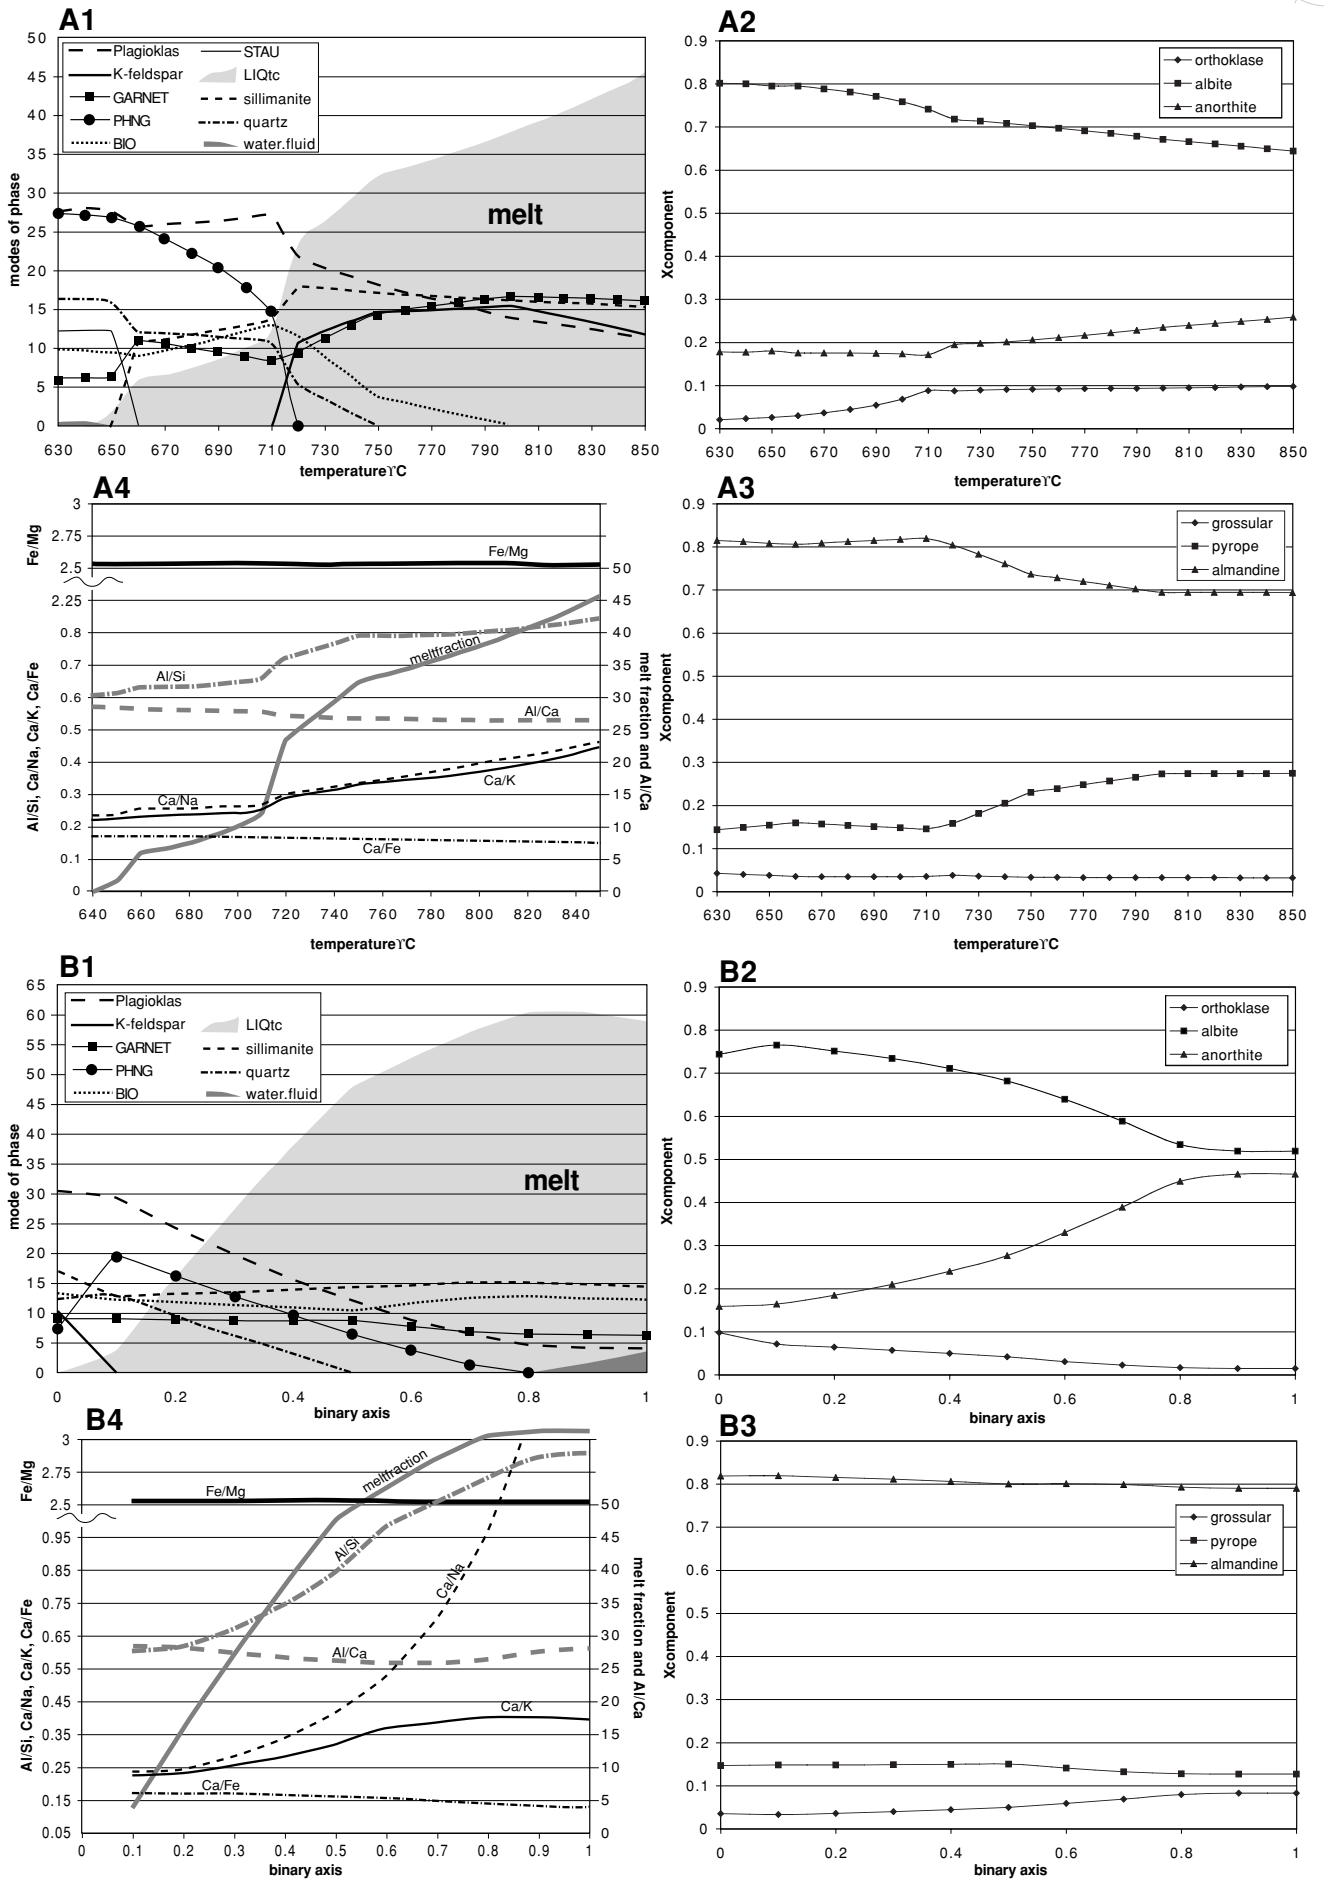 A1
50
45
40
35
30
25
20
15
10
5
0
modes of phase
Plagioklas
K-feldspar
GARNET
PHNG
BIO
STAU
LIQtc
sillimanite
quartz
water.fluid
melt
630 650 670 690 710 730 750 770 790 810 830 850
temperatureϒC
A2
0.9
0.8
0.7
0.6
0.5
0.4
0.3
0.2
0.1
0
Xcomponent
orthoklase
albite
anorthite
630 650 670 690 710 730 750 770 790 810 830 850
temperatureϒC
A4
3
2.75
2.5
2.25
0.8
0.7
0.6
0.5
0.4
0.3
0.2
0.1
0
Fe/Mg
Al/Si, Ca/Na, Ca/K, Ca/Fe
Fe/Mg
Al/Si
meltfraction
Al/Ca
Ca/Na
Ca/K
Ca/Fe
50
45
40
35
30
25
20
15
10
5
0
melt fraction and Al/Ca
640 660 680 700 720 740 760 780 800 820 840
temperatureϒC
A3
0.9
0.8
0.7
0.6
0.5
0.4
0.3
0.2
0.1
0
Xcomponent
grossular
pyrope
almandine
630 650 670 690 710 730 750 770 790 810 830 850
temperatureϒC
B1
65
60
55
50
45
40
35
30
25
20
15
10
5
0
mode of phase
Plagioklas
K-feldspar
GARNET
PHNG
BIO
LIQtc
sillimanite
quartz
water.fluid
melt
0 0.2 0.4 0.6 0.8 1
binary axis
B2
0.9
0.8
0.7
0.6
0.5
0.4
0.3
0.2
0.1
0
Xcomponent
orthoklase
albite
anorthite
0 0.2 0.4 0.6 0.8 1
binary axis
B4
3
2.75
2.5
0.95
0.85
0.75
0.65
0.55
0.45
0.35
0.25
0.15
0.05
Fe/Mg
Al/Si, Ca/Na, Ca/K, Ca/Fe
Fe/Mg
meltfraction
Al/Si
Ca/Na
Al/Ca
Ca/K
Ca/Fe
50
45
40
35
30
25
20
15
10
5
0
melt fraction and Al/Ca
0 0.1 0.2 0.3 0.4 0.5 0.6 0.7 0.8 0.9 1
binary axis
B3
0.9
0.8
0.7
0.6
0.5
0.4
0.3
0.2
0.1
0
Xcomponent
grossular
pyrope
almandine
0 0.2 0.4 0.6 0.8 1
binary axis